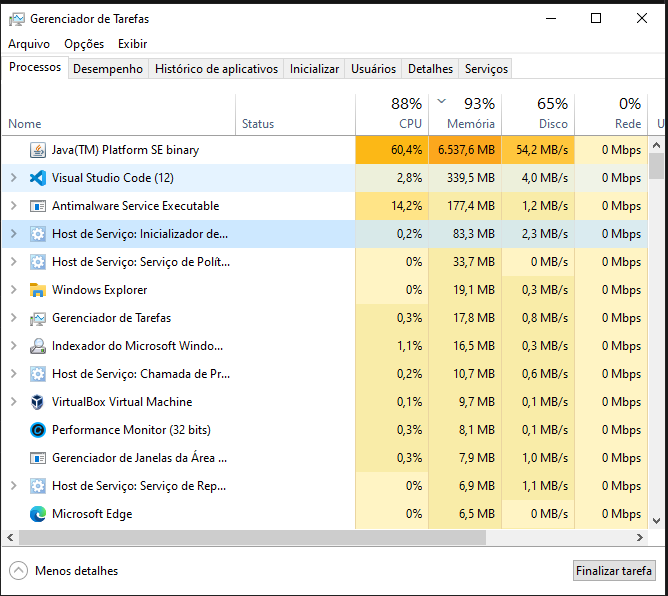 Gerenciador de Tarefas
Arquivo Opções Exibir
Processos Desempenho Histórico de aplicativos Inicializar Usuários Detalhes Serviços
88% 93% 65% 0%
Nome Status CPU Memória Disco Rede U
Java(TM) Platform SE binary 60,4% 6.537,6 MB 54,2 MB/s 0 Mbps
Visual Studio Code (12) 2,8% 339,5 MB 4,0 MB/s 0 Mbps
Antimalware Service Executable 14,2% 177,4 MB 1,2 MB/s 0 Mbps
Host de Serviço: Inicializador de... 0,2% 83,3 MB 2,3 MB/s 0 Mbps
Host de Serviço: Serviço de Polít... 0% 33,7 MB 0 MB/s 0 Mbps
Windows Explorer 0% 19,1 MB 0,3 MB/s 0 Mbps
Gerenciador de Tarefas 0,3% 17,8 MB 0,8 MB/s 0 Mbps
Indexador do Microsoft Windo... 1,1% 16,5 MB 0,3 MB/s 0 Mbps
Host de Serviço: Chamada de Pr... 0,2% 10,7 MB 0,6 MB/s 0 Mbps
VirtualBox Virtual Machine 0,1% 9,7 MB 0,1 MB/s 0 Mbps
Performance Monitor (32 bits) 0,3% 8,1 MB 0,1 MB/s 0 Mbps
Gerenciador de Janelas da Área ... 0,3% 7,9 MB 1,0 MB/s 0 Mbps
Host de Serviço: Serviço de Rep... 0% 6,9 MB 1,1 MB/s 0 Mbps
Microsoft Edge 0% 6,5 MB 0 MB/s 0 Mbps
Menos detalhes Finalizar tarefa